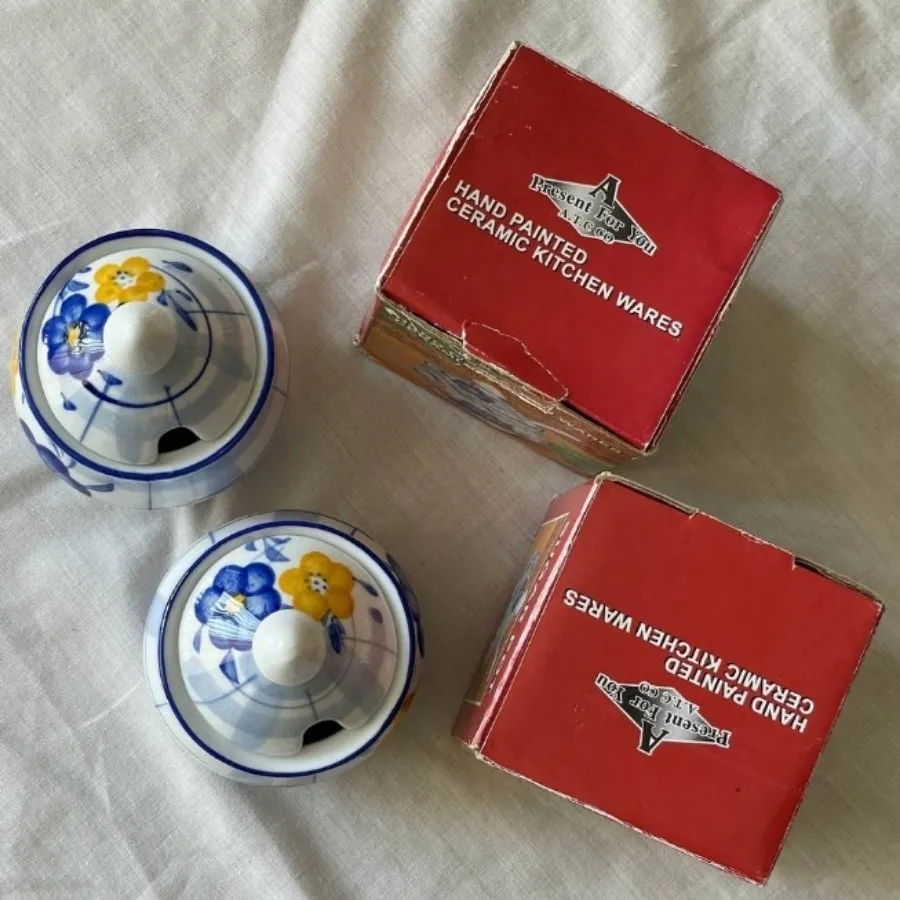 A
Present For You
A.T.C CO
HAND PAINTED
CERAMIC KITCHEN WARES
HAND PAINTED
CERAMIC KITCHEN WARES
A
Present For You
A.T.C CO